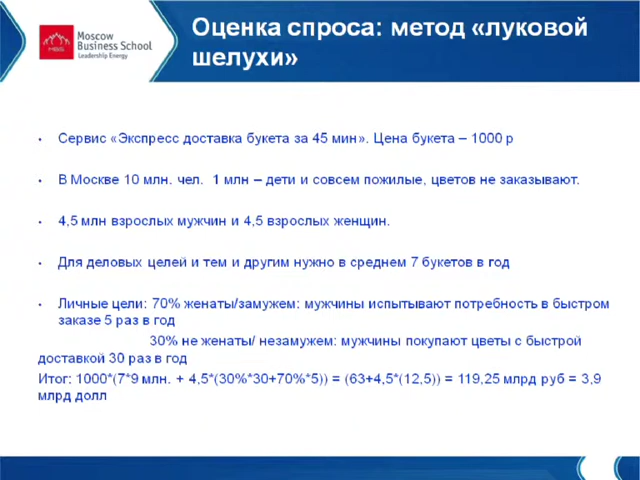 Moscow
Business School
Leadership Energy
MBS
Оценка спроса: метод «луковой
шелухи»
• Сервис «Экспресс доставка букета за 45 мин». Цена букета – 1000 р
• В Москве 10 млн. чел.  1 млн – дети и совсем пожилые, цветов не заказывают.
• 4,5 млн взрослых мужчин и 4,5 взрослых женщин.
• Для деловых целей и тем и другим нужно в среднем 7 букетов в год
• Личные цели: 70% женаты/замужем: мужчины испытывают потребность в быстром
заказе 5 раз в год
30% не женаты/ незамужем: мужчины покупают цветы с быстрой
доставкой 30 раз в год
Итог: 1000*(7*9 млн. + 4,5*(30%*30+70%*5)) = (63+4,5*(12,5)) = 119,25 млрд руб = 3,9
млрд долл